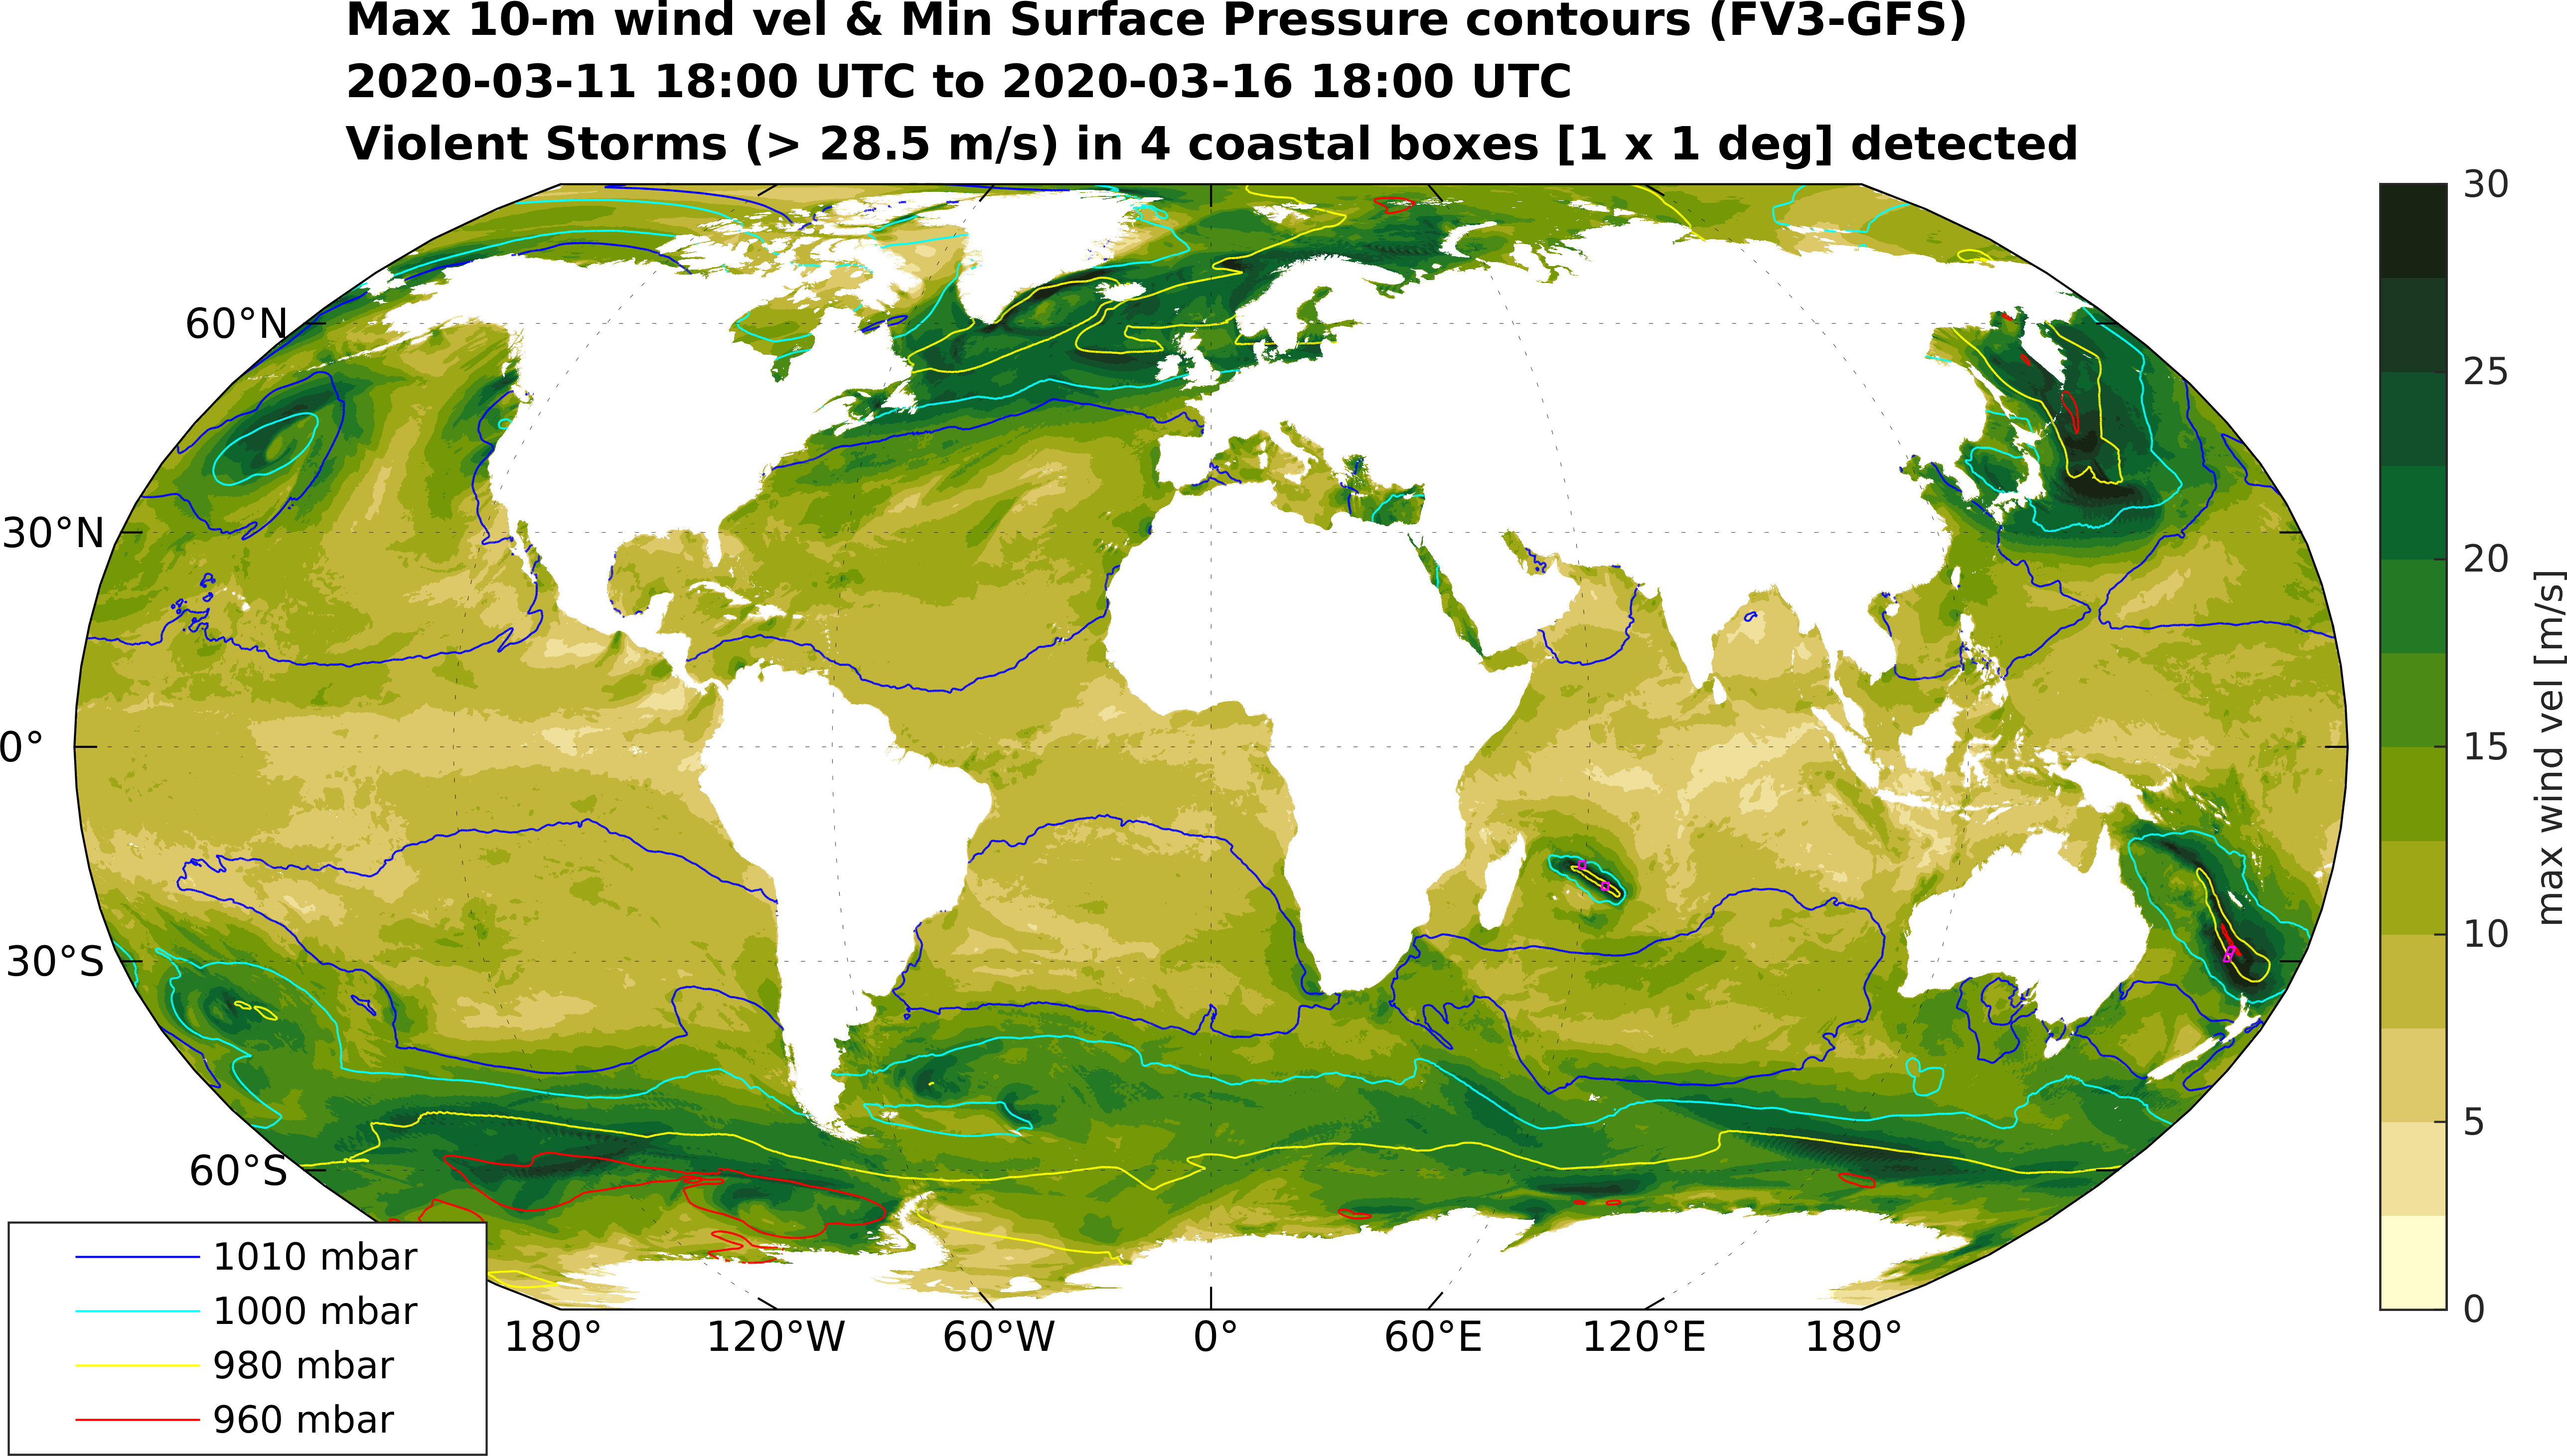 Max 10-m wind vel & Min Surface Pressure contours (FV3-GFS)
2020-03-11 18:00 UTC to 2020-03-16 18:00 UTC
Violent Storms (> 28.5 m/s) in 4 coastal boxes [1 x 1 deg] detected
60°N
30°N
0°
30°S
60°S
180°
120°W
60°W
0°
60°E
120°E
180°
1010 mbar
1000 mbar
980 mbar
960 mbar
30
25
20
15
10
5
0
max wind vel [m/s]